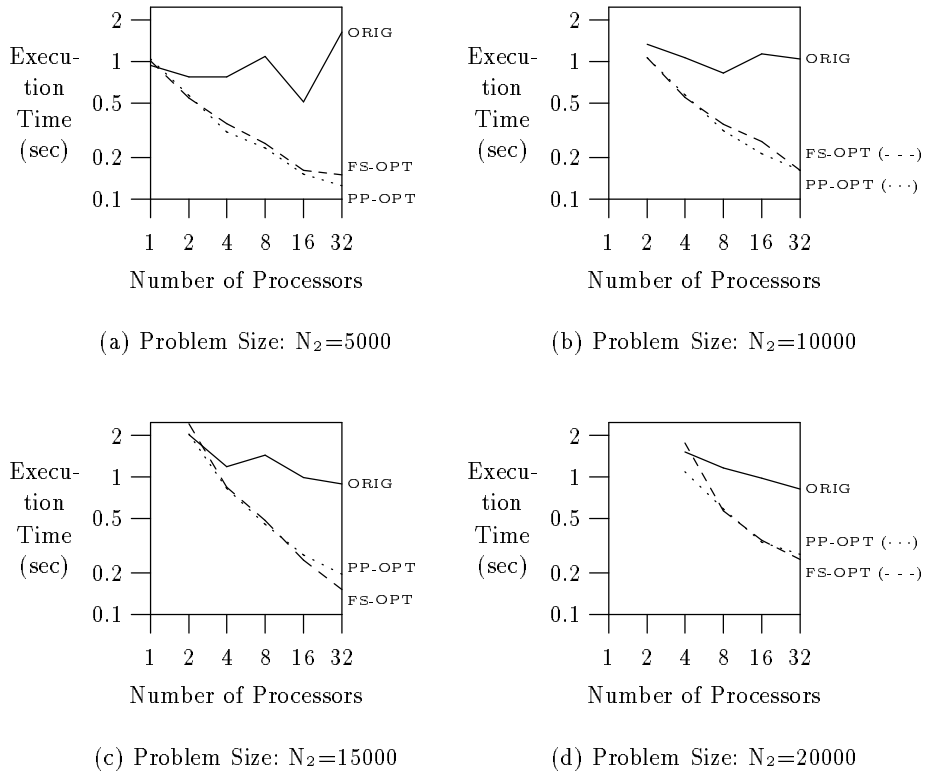 2
1
0.5
0.2
0.1
Execu-
tion
Time
(sec)
ORIG
FS-OPT
PP-OPT
1 2 4 8 16 32
Number of Processors
(a) Problem Size: N₂=5000
2
1
0.5
0.2
0.1
Execu-
tion
Time
(sec)
ORIG
FS-OPT (- - -)
PP-OPT (· · ·)
1 2 4 8 16 32
Number of Processors
(b) Problem Size: N₂=10000
2
1
0.5
0.2
0.1
Execu-
tion
Time
(sec)
ORIG
PP-OPT
FS-OPT
1 2 4 8 16 32
Number of Processors
(c) Problem Size: N₂=15000
2
1
0.5
0.2
0.1
Execu-
tion
Time
(sec)
ORIG
PP-OPT (· · ·)
FS-OPT (- - -)
1 2 4 8 16 32
Number of Processors
(d) Problem Size: N₂=20000